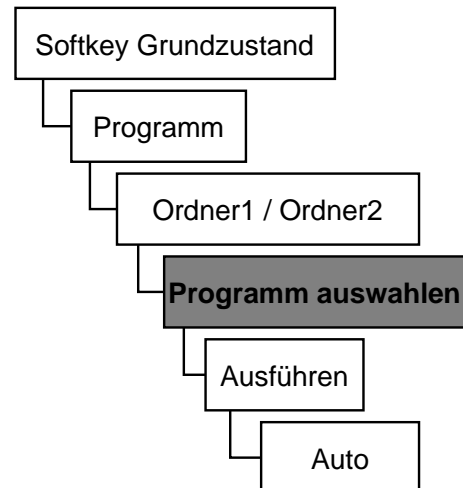 Softkey Grundzustand
Programm
Ordner1 / Ordner2
Programm auswahlen
Ausführen
Auto